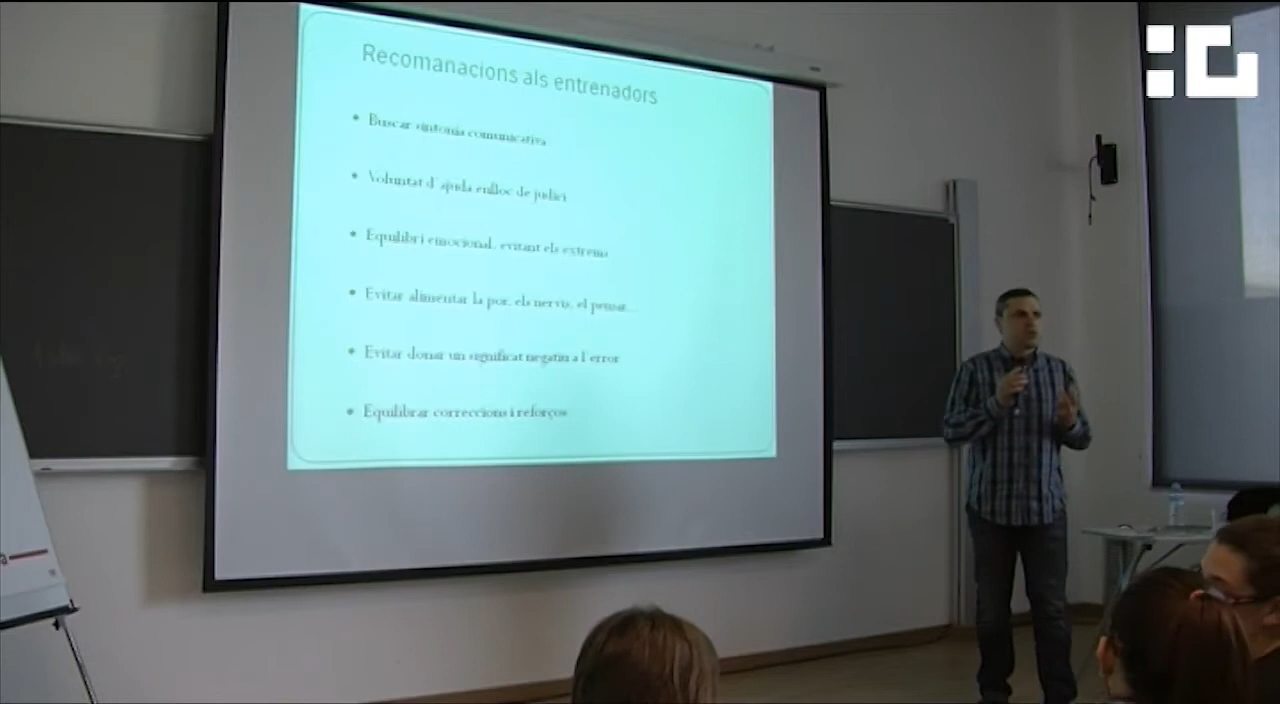 Recomanacions als entrenadors
• Buscar sintonia comunicativa
• Voluntat d'ajuda enlloc de judici
• Equilibri emocional, evitant els extrems
• Evitar alimentar la por, els nervis, el pensar...
• Evitar donar un significat negatiu a l'error
• Equilibrar correccions i reforços